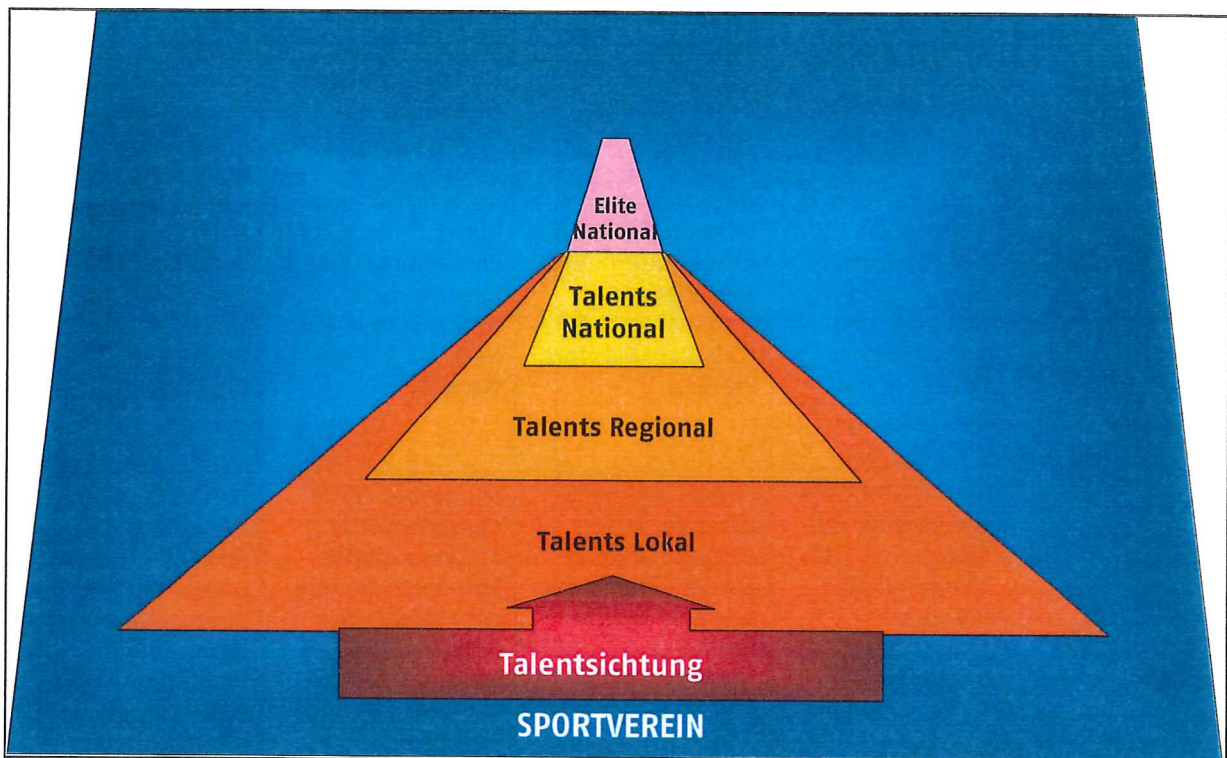 Elite
National
Talents
National
Talents Regional
Talents Lokal
Talentsichtung
SPORTVEREIN